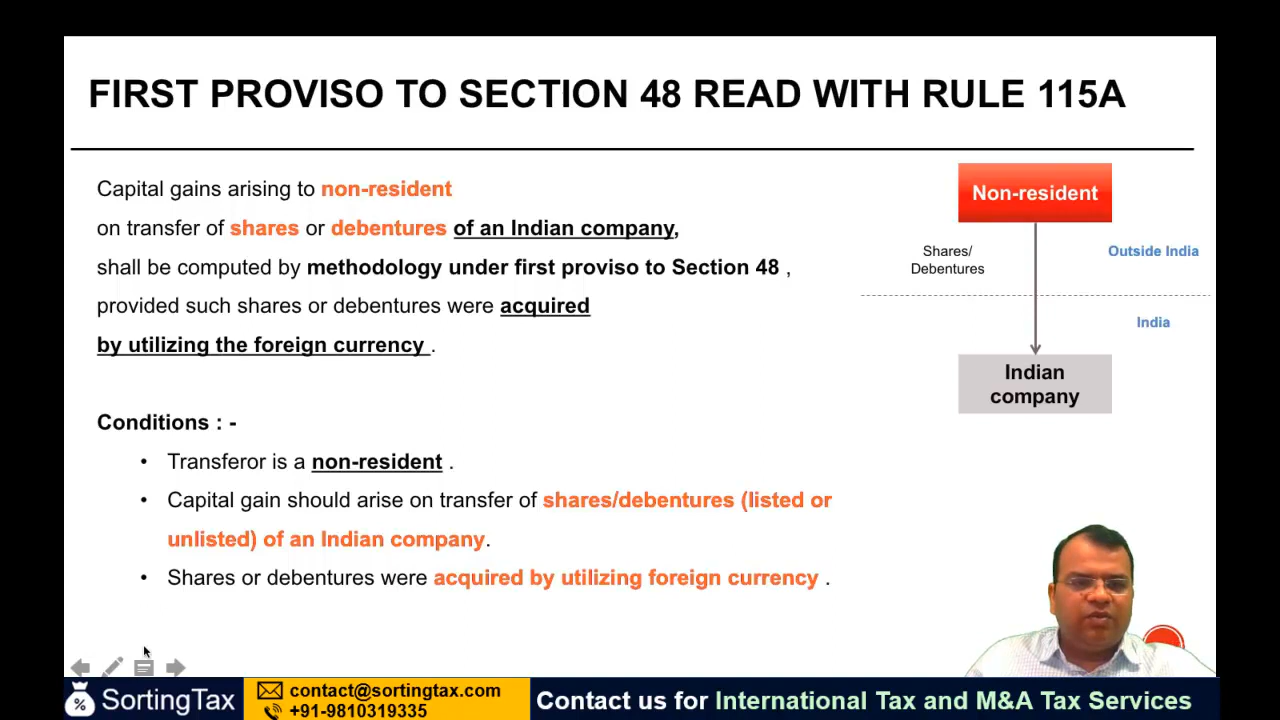 FIRST PROVISO TO SECTION 48 READ WITH RULE 115A
Capital gains arising to non-resident
on transfer of shares or debentures of an Indian company,
shall be computed by methodology under first proviso to Section 48 ,
provided such shares or debentures were acquired
by utilizing the foreign currency .
Conditions : -
• Transferor is a non-resident .
• Capital gain should arise on transfer of shares/debentures (listed or
unlisted) of an Indian company.
• Shares or debentures were acquired by utilizing foreign currency .
Non-resident
Shares/
Debentures
Outside India
India
Indian
company
SortingTax
contact@sortingtax.com
+91-9810319335
Contact us for International Tax and M&A Tax Services